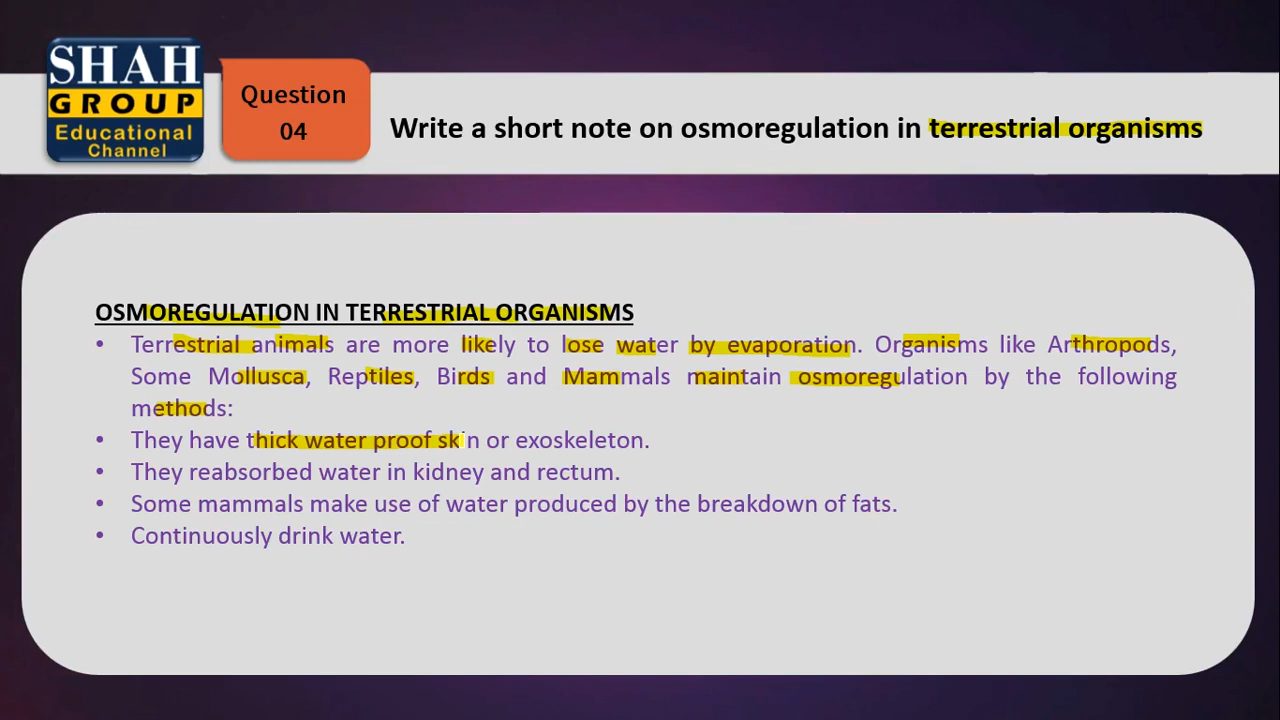 SHAH
GROUP
Educational
Channel
Question
04
Write a short note on osmoregulation in terrestrial organisms
OSMOREGULATION IN TERRESTRIAL ORGANISMS
• Terrestrial animals are more likely to lose water by evaporation. Organisms like Arthropods,
Some Mollusca, Reptiles, Birds and Mammals maintain osmoregulation by the following
methods:
• They have thick water proof skin or exoskeleton.
• They reabsorbed water in kidney and rectum.
• Some mammals make use of water produced by the breakdown of fats.
• Continuously drink water.